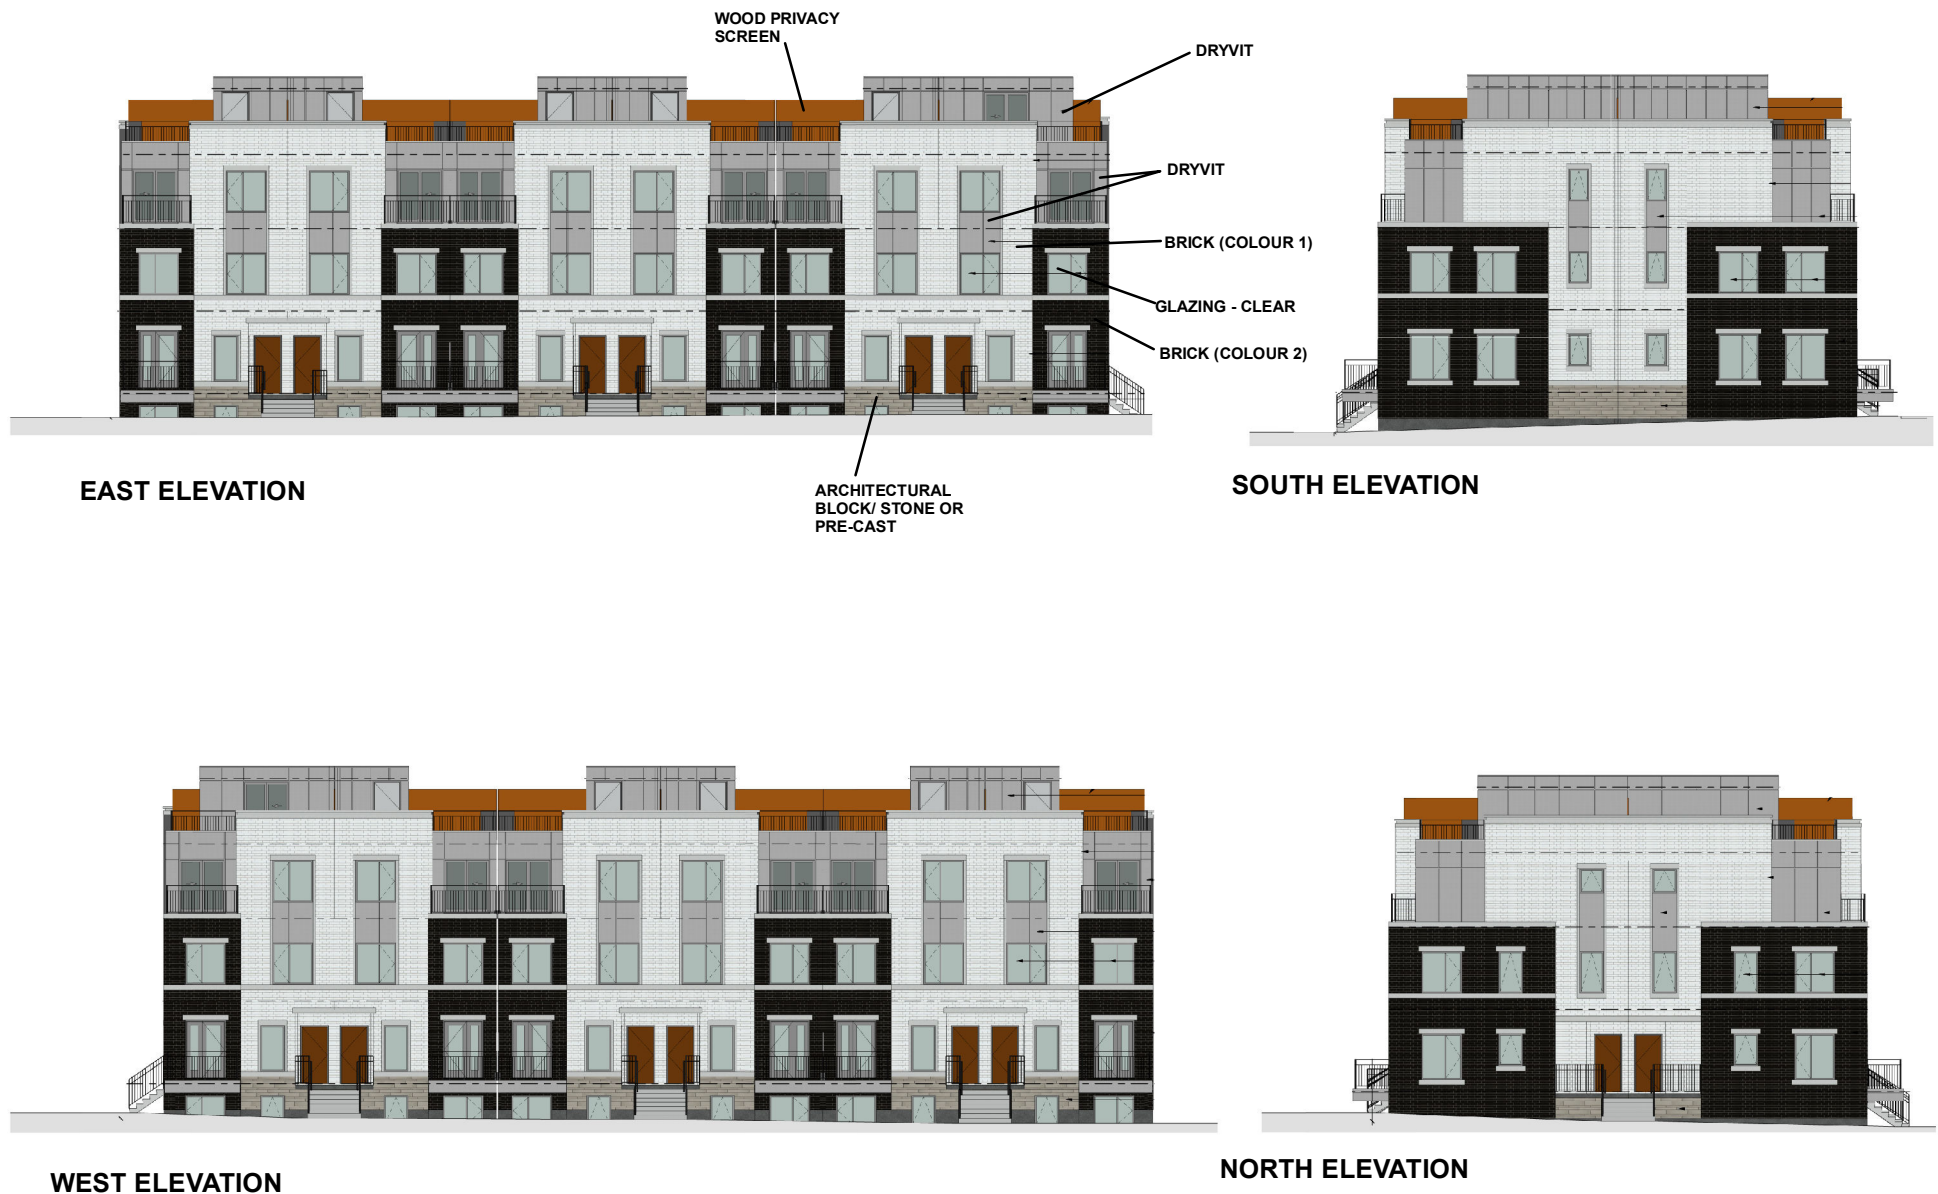 WOOD PRIVACY
SCREEN
DRYVIT
DRYVIT
BRICK (COLOUR 1)
GLAZING - CLEAR
BRICK (COLOUR 2)
EAST ELEVATION
ARCHITECTURAL
BLOCK/ STONE OR
PRE-CAST
SOUTH ELEVATION
WEST ELEVATION
NORTH ELEVATION